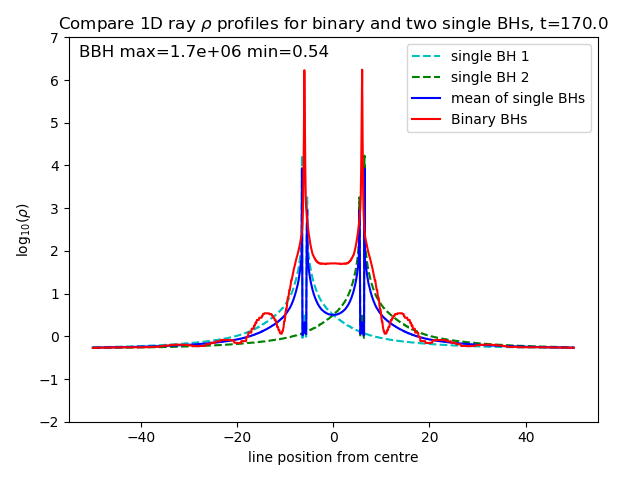 Compare 1D ray ρ profiles for binary and two single BHs, t=170.0
BBH max=1.7e+06 min=0.54
single BH 1
single BH 2
mean of single BHs
Binary BHs
log₁₀(ρ)
7
6
5
4
3
2
1
0
−1
−2
−40 −20 0 20 40
line position from centre